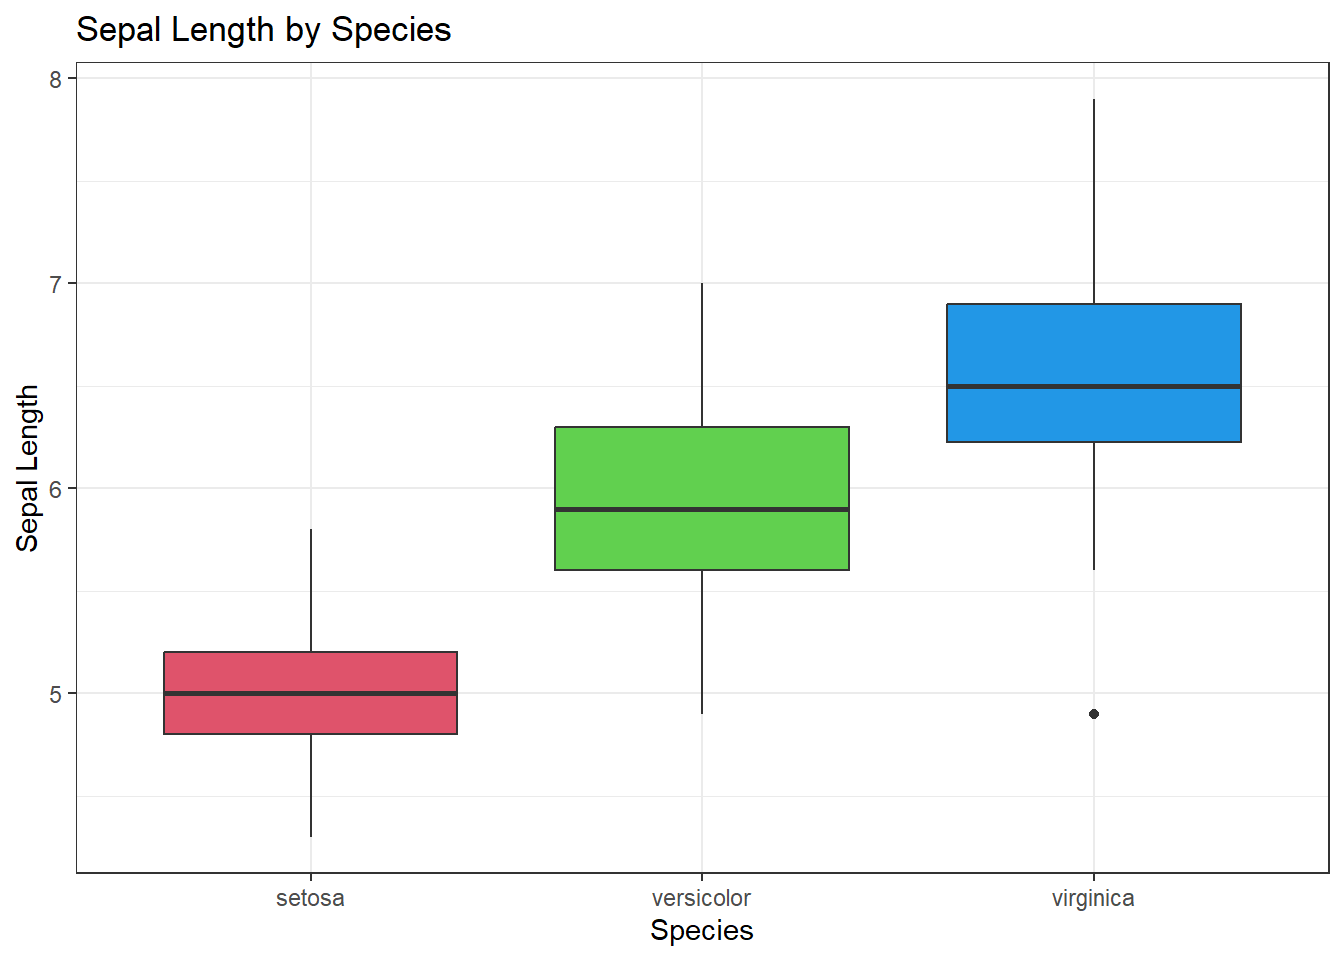 Sepal Length by Species
Sepal Length
8
7
6
5
setosa
versicolor
virginica
Species